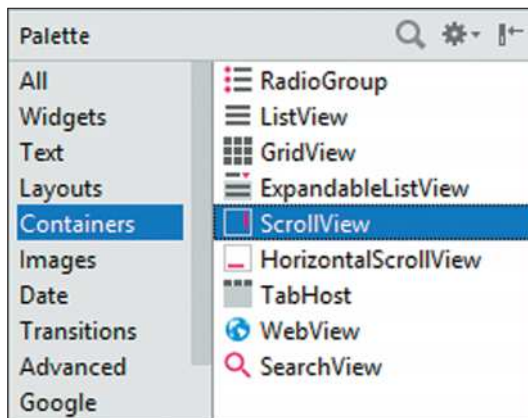 Palette
All
Widgets
Text
Layouts
Containers
Images
Date
Transitions
Advanced
Google
RadioGroup
ListView
GridView
ExpandableListView
ScrollView
HorizontalScrollView
TabHost
WebView
SearchView